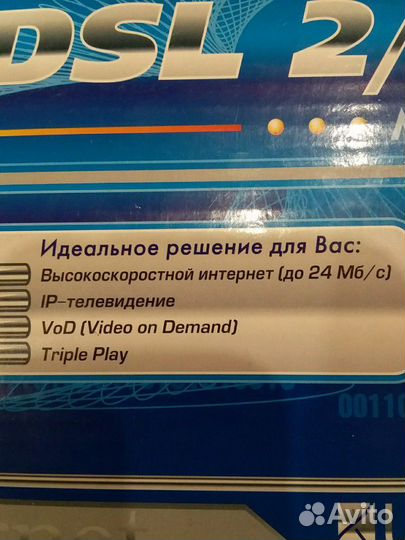 DSL 2/
Идеальное решение для Вас:
Высокоскоростной интернет (до 24 Мб/с)
IP-телевидение
VoD (Video on Demand)
Triple Play
00110
Avito